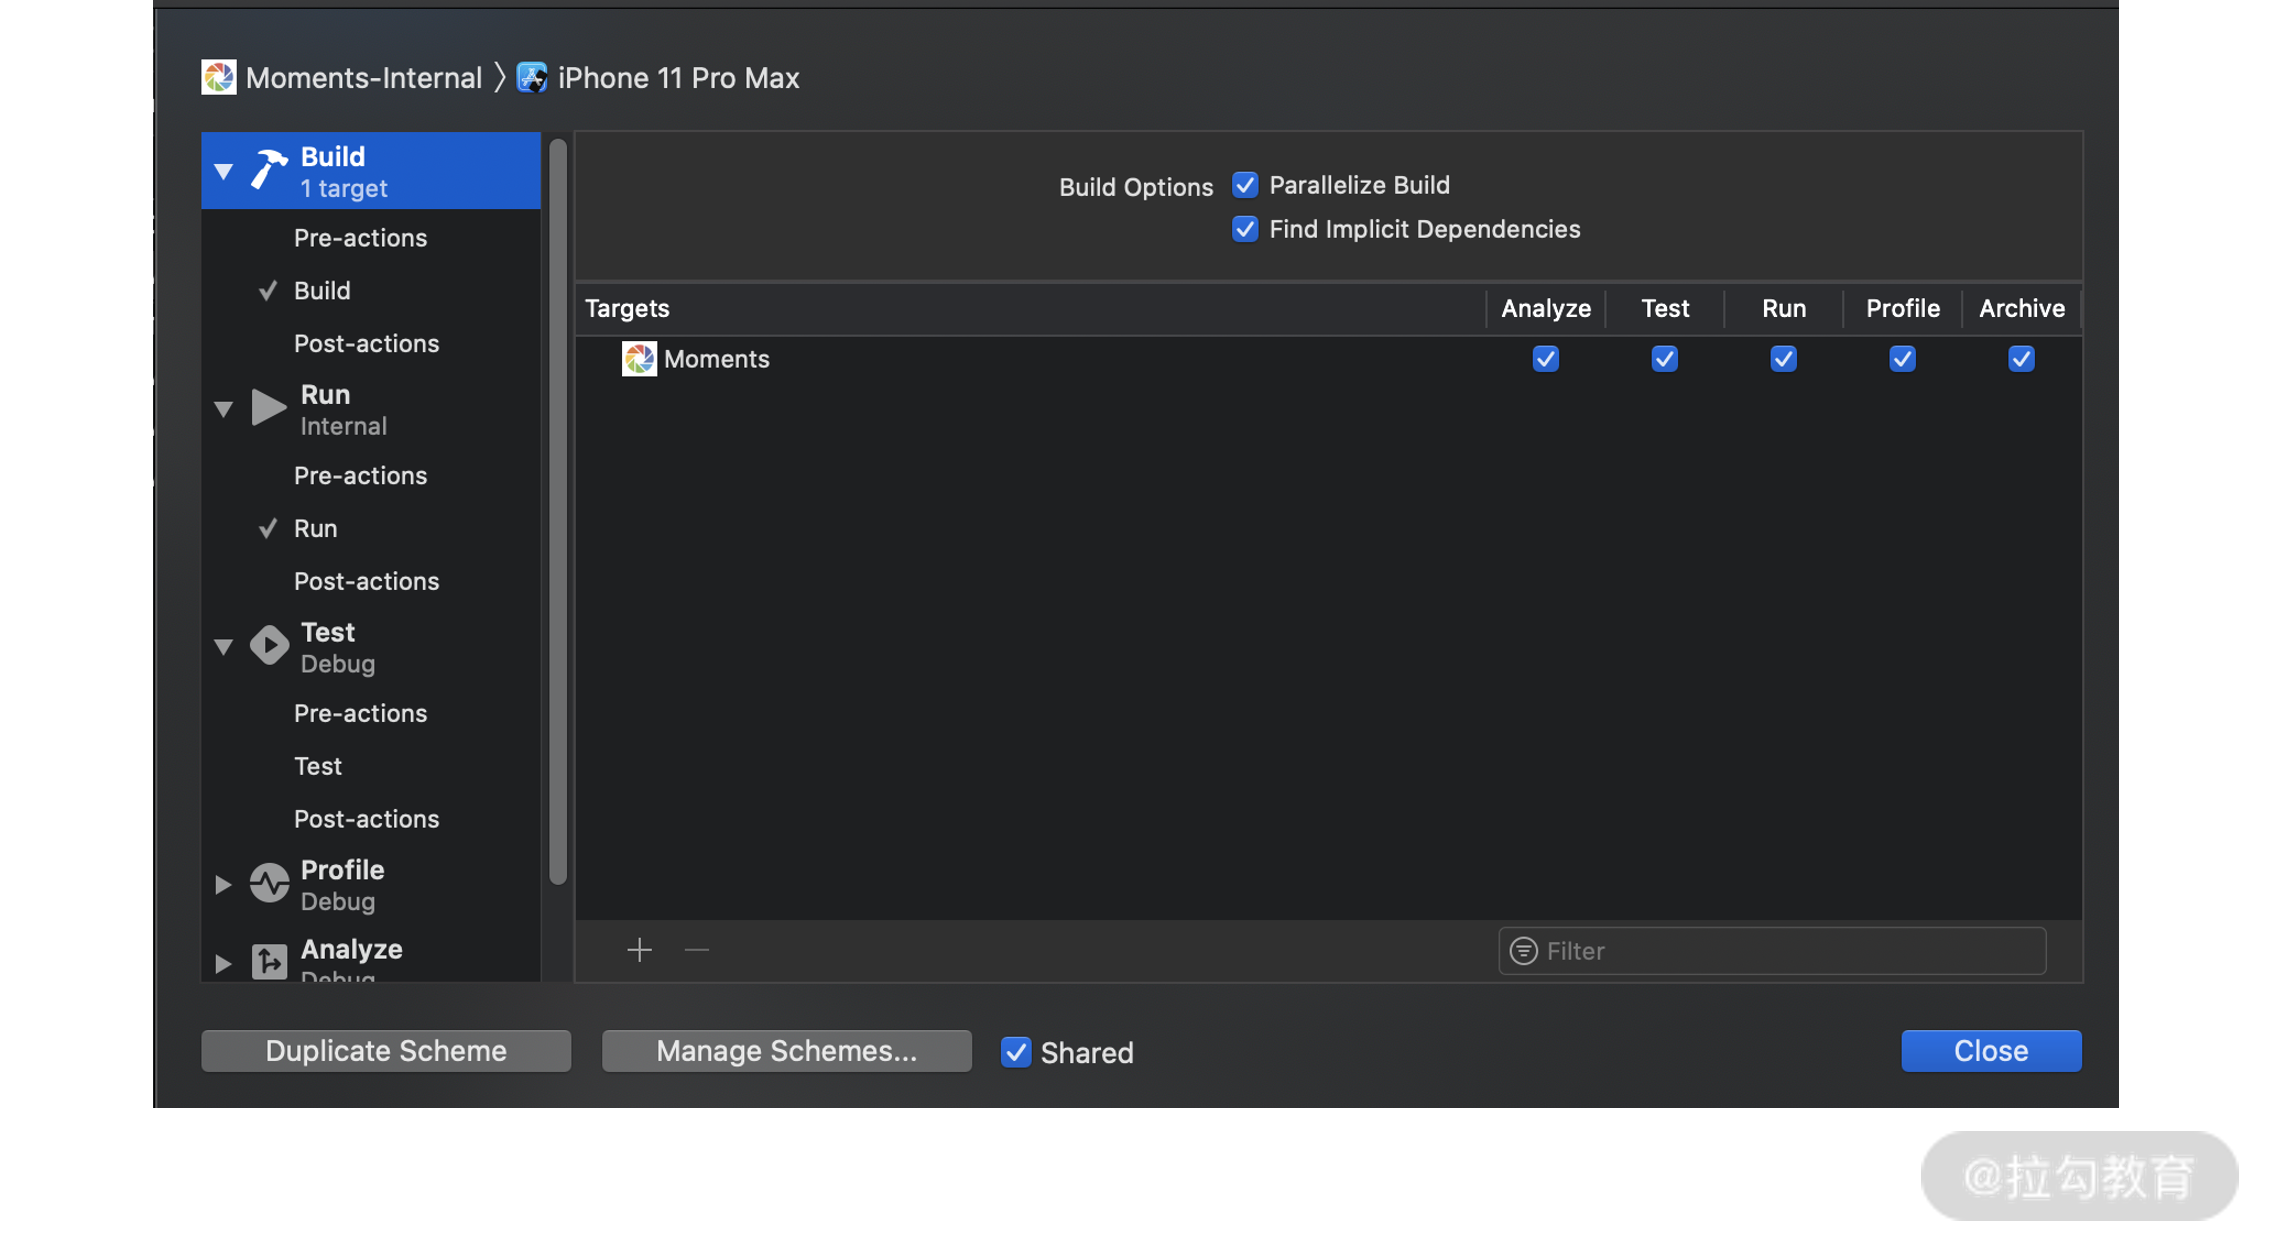 Moments-Internal 〉 iPhone 11 Pro Max
Build
1 target
Pre-actions
Build
Post-actions
Run
Internal
Pre-actions
Run
Post-actions
Test
Debug
Pre-actions
Test
Post-actions
Profile
Debug
Analyze
Debug
Build Options Parallelize Build
Find Implicit Dependencies
Targets Analyze Test Run Profile Archive
Moments
Filter
Duplicate Scheme Manage Schemes... Shared Close
@拉勾教育